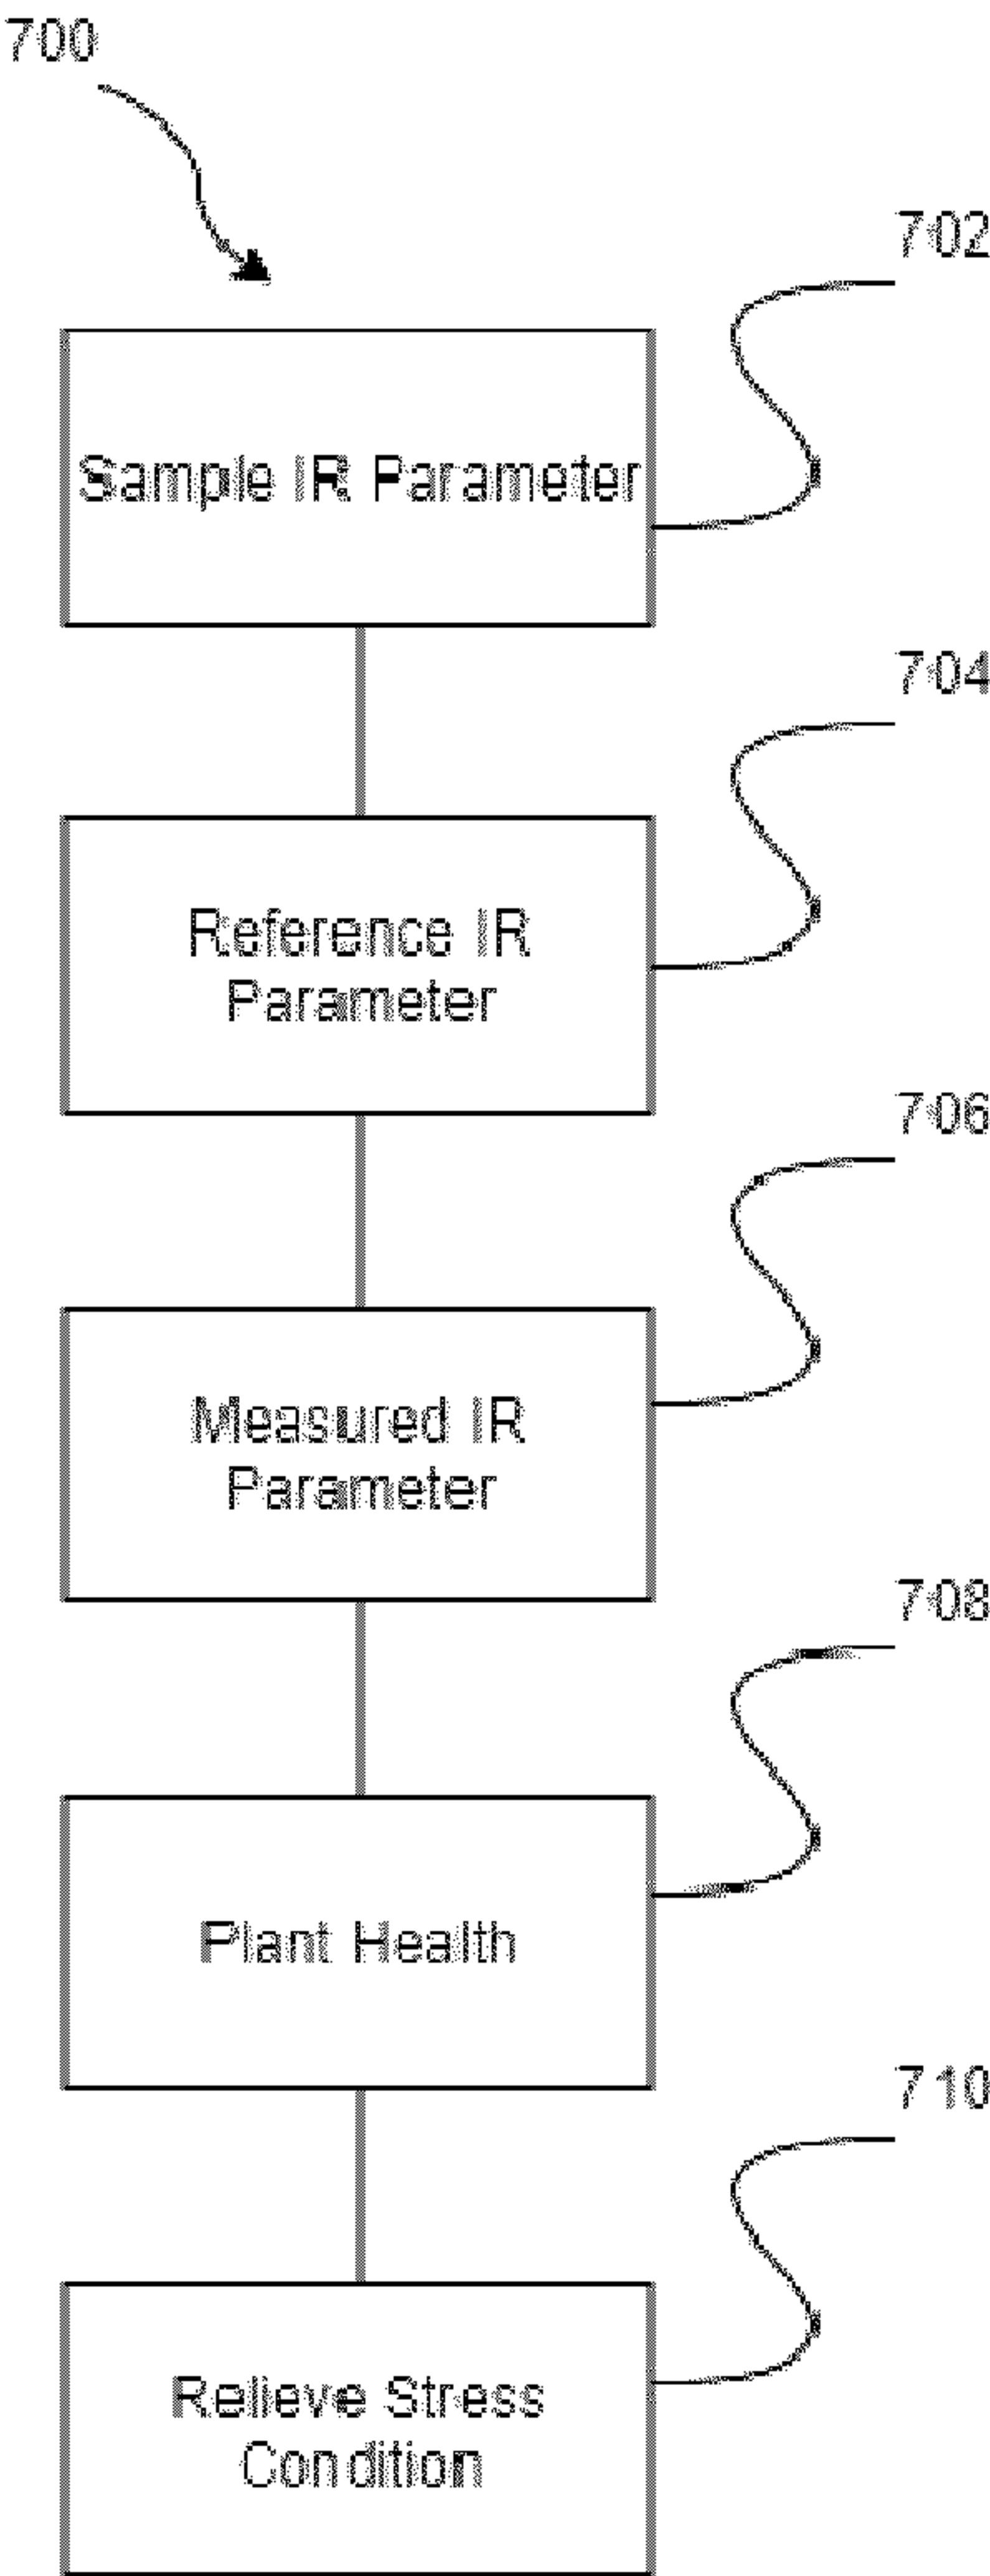 700
702
Sample IR Parameter
704
Reference IR
Parameter
706
Measured IR
Parameter
708
Plant Health
710
Relieve Stress
Condition